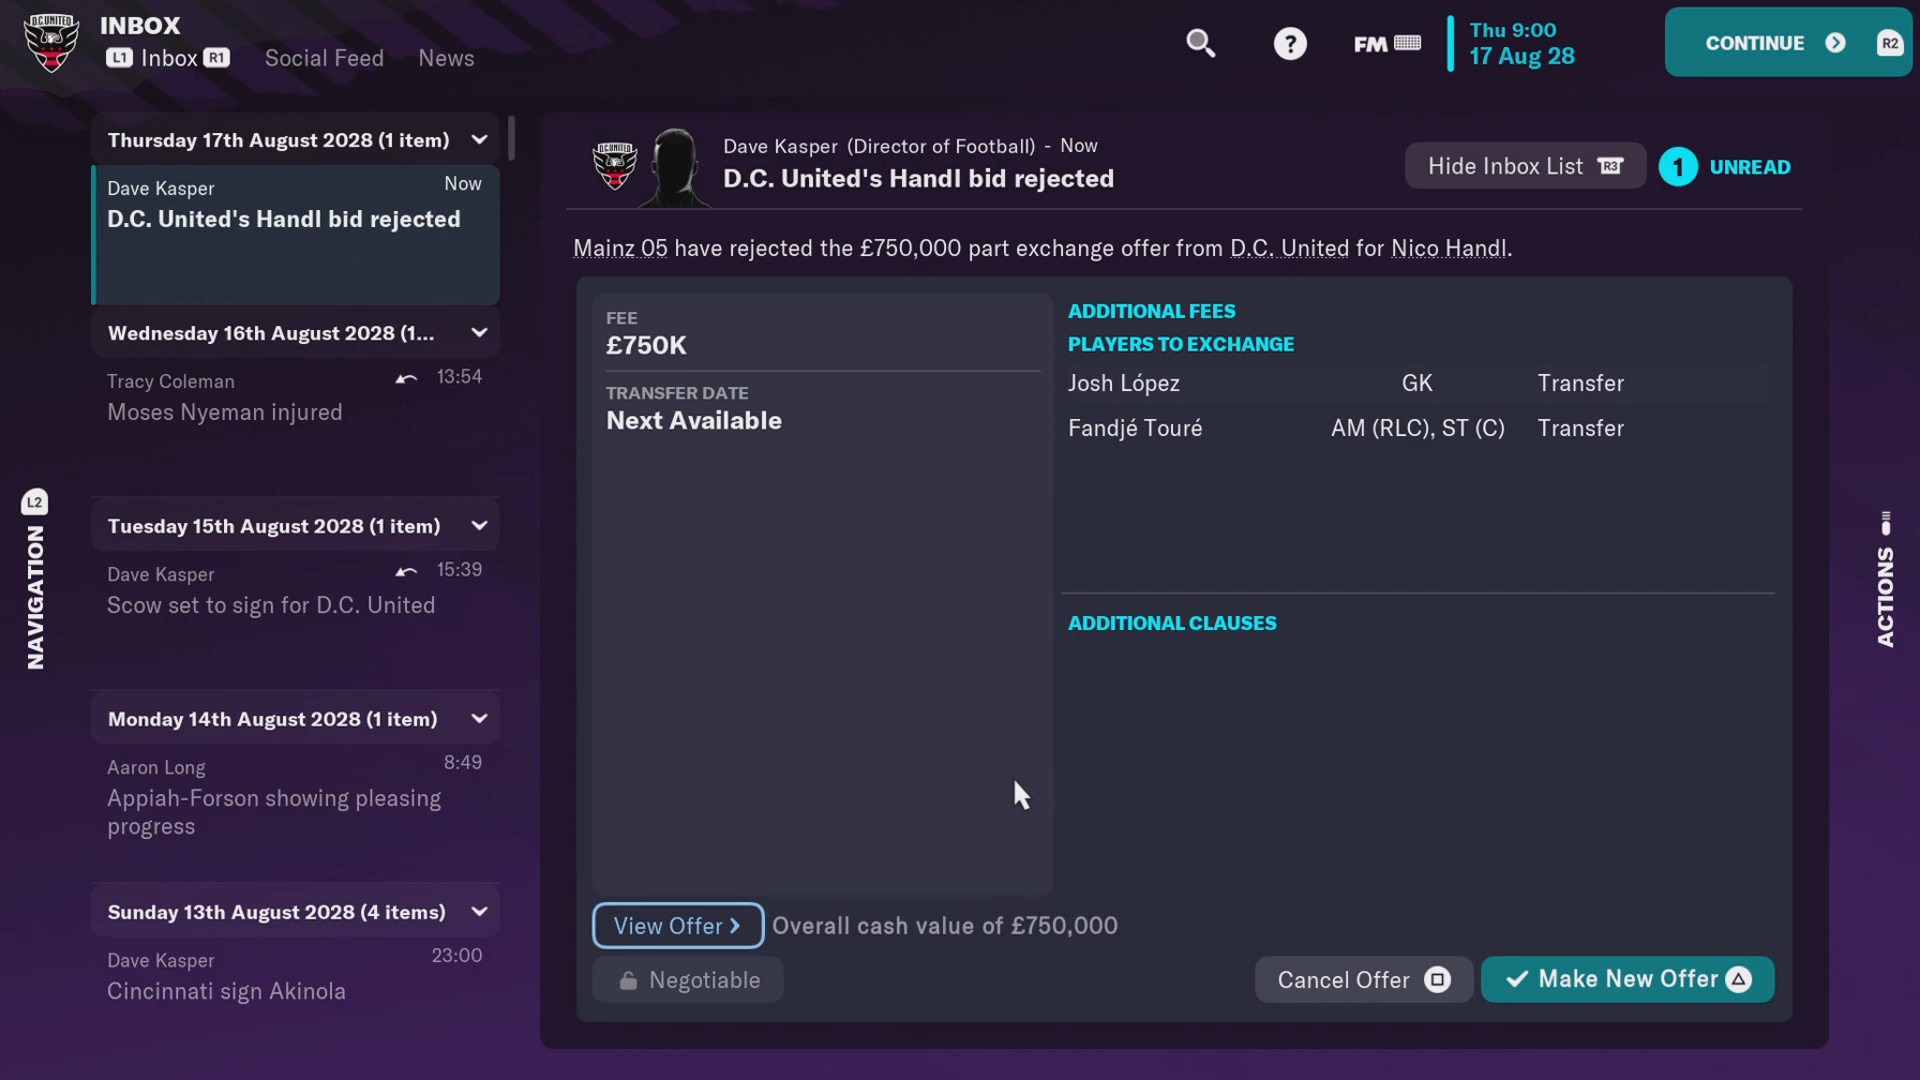 INBOX
L1 Inbox R1 Social Feed News
FM
Thu 9:00
17 Aug 28
CONTINUE R2
Thursday 17th August 2028 (1 item)
Dave Kasper Now
D.C. United's Handl bid rejected
Wednesday 16th August 2028 (1...
Tracy Coleman 13:54
Moses Nyeman injured
Tuesday 15th August 2028 (1 item)
Dave Kasper 15:39
Scow set to sign for D.C. United
Monday 14th August 2028 (1 item)
Aaron Long 8:49
Appiah-Forson showing pleasing
progress
Sunday 13th August 2028 (4 items)
Dave Kasper 23:00
Cincinnati sign Akinola
L2
NAVIGATION
Dave Kasper (Director of Football) - Now
D.C. United's Handl bid rejected
Hide Inbox List R3
1 UNREAD
Mainz 05 have rejected the £750,000 part exchange offer from D.C. United for Nico Handl.
FEE
£750K
TRANSFER DATE
Next Available
ADDITIONAL FEES
PLAYERS TO EXCHANGE
Josh López GK Transfer
Fandjé Touré AM (RLC), ST (C) Transfer
ADDITIONAL CLAUSES
View Offer Overall cash value of £750,000
Negotiable
Cancel Offer
Make New Offer
ACTIONS